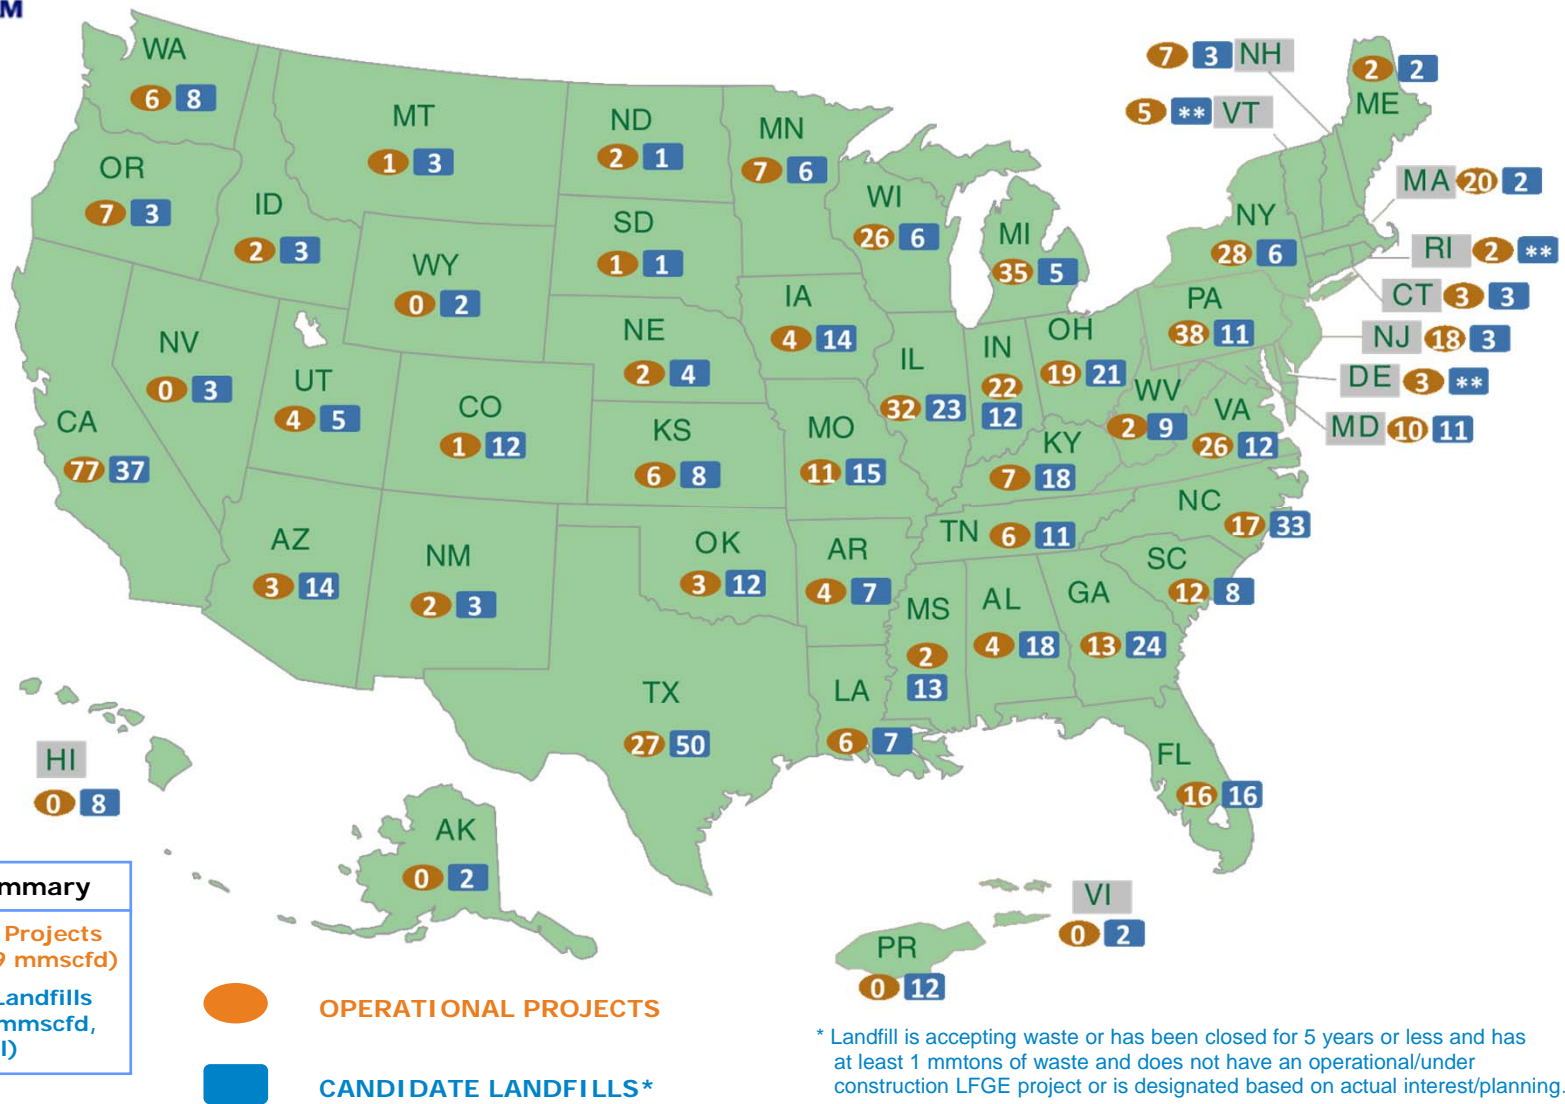 M
WA
6 8
OR
7 3
CA
77 37
NV
0 3
ID
2 3
MT
1 3
WY
0 2
UT
4 5
CO
1 12
AZ
3 14
NM
2 3
ND
2 1
SD
1 1
NE
2 4
KS
6 8
OK
3 12
TX
27 50
MN
7 6
IA
4 14
MO
11 15
AR
4 7
LA
6 7
WI
26 6
IL
32 23
MI
35 5
IN
22
12
OH
19 21
KY
7 18
TN 6 11
MS
2
13
AL
4 18
GA
13 24
FL
16 16
SC
12 8
NC
17 33
WV
2 9
VA
26 12
PA
38 11
NY
28 6
7 3 NH
5 ** VT
2 2
ME
MA 20 2
RI 2 **
CT 3 3
NJ 18 3
DE 3 **
MD 10 11
HI
0 8
AK
0 2
PR
0 12
VI
0 2
mmary
Projects
9 mmscfd)
Landfills
mmscfd,
l)
OPERATIONAL PROJECTS
CANDIDATE LANDFILLS*
* Landfill is accepting waste or has been closed for 5 years or less and has
at least 1 mmtons of waste and does not have an operational/under
construction LFGE project or is designated based on actual interest/planning.